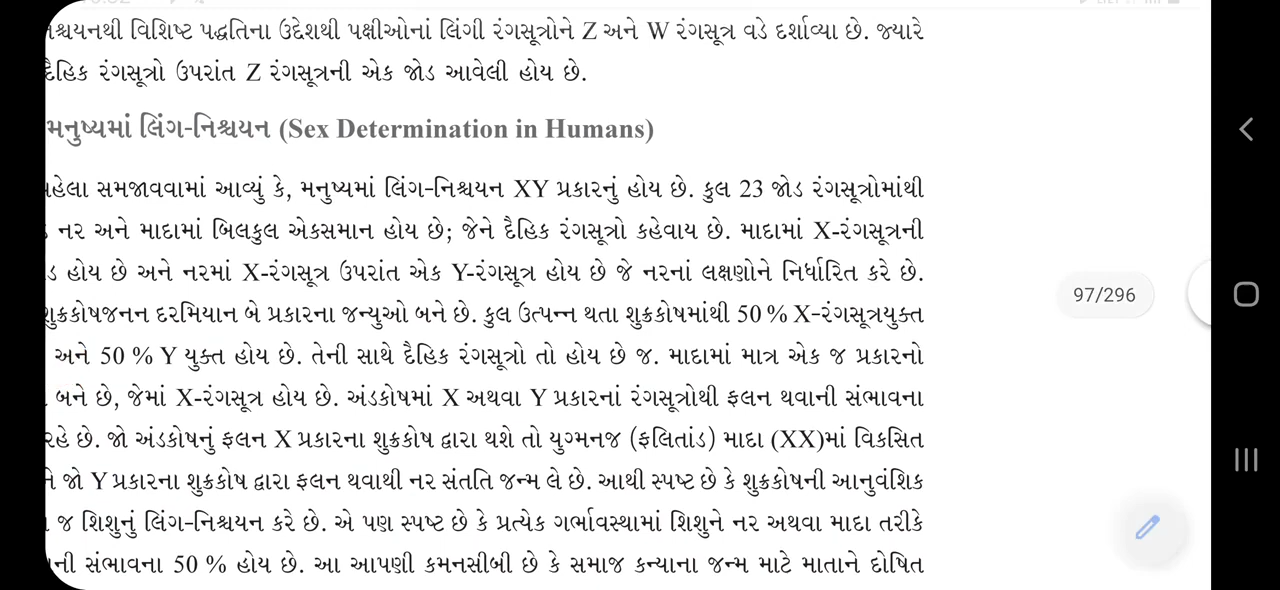 વિશિષ્ટ પદ્ધતિના ઉદેશથી પક્ષીઓનાં લિંગી રંગસૂત્રોને Z અને W રંગસૂત્ર વડે દર્શાવ્યા છે. જ્યારે
દૈહિક રંગસૂત્રો ઉપરાંત Z રંગસૂત્રની એક જોડ આવેલી હોય છે.
મનુષ્યમાં લિંગ-નિશ્ચયન (Sex Determination in Humans)
સમજાવવામાં આવ્યું કે, મનુષ્યમાં લિંગ-નિશ્ચયન XY પ્રકારનું હોય છે. કુલ 23 જોડ રંગસૂત્રોમાંથી
નર અને માદામાં બિલકુલ એકસમાન હોય છે; જેને દૈહિક રંગસૂત્રો કહેવાય છે. માદામાં X-રંગસૂત્રની
હોય છે અને નરમાં X-રંગસૂત્ર ઉપરાંત એક Y-રંગસૂત્ર હોય છે જે નરનાં લક્ષણોને નિર્ધારિત કરે છે.
97/296
શુક્રકોષજનન દરમિયાન બે પ્રકારના જન્યુઓ બને છે. કુલ ઉત્પન્ન થતા શુક્રકોષમાંથી 50 % X-રંગસૂત્રયુક્ત
અને 50 % Y યુક્ત હોય છે. તેની સાથે દૈહિક રંગસૂત્રો તો હોય છે જ. માદામાં માત્ર એક જ પ્રકારનો
બને છે, જેમાં X-રંગસૂત્ર હોય છે. અંડકોષમાં X અથવા Y પ્રકારનાં રંગસૂત્રોથી ફલન થવાની સંભાવના
રહે છે. જો અંડકોષનું ફલન X પ્રકારના શુક્રકોષ દ્વારા થશે તો યુગ્મનજ (ફલિતાંડ) માદા (XX)માં વિકસિત
જો Y પ્રકારના શુક્રકોષ દ્વારા ફલન થવાથી નર સંતતિ જન્મ લે છે. આથી સ્પષ્ટ છે કે શુક્રકોષની આનુવંશિક
જ શિશુનું લિંગ-નિશ્ચયન કરે છે. એ પણ સ્પષ્ટ છે કે પ્રત્યેક ગર્ભાવસ્થામાં શિશુને નર અથવા માદા તરીકે
સંભાવના 50 % હોય છે. આ આપણી કમનસીબી છે કે સમાજ કન્યાના જન્મ માટે માતાને દોષિત